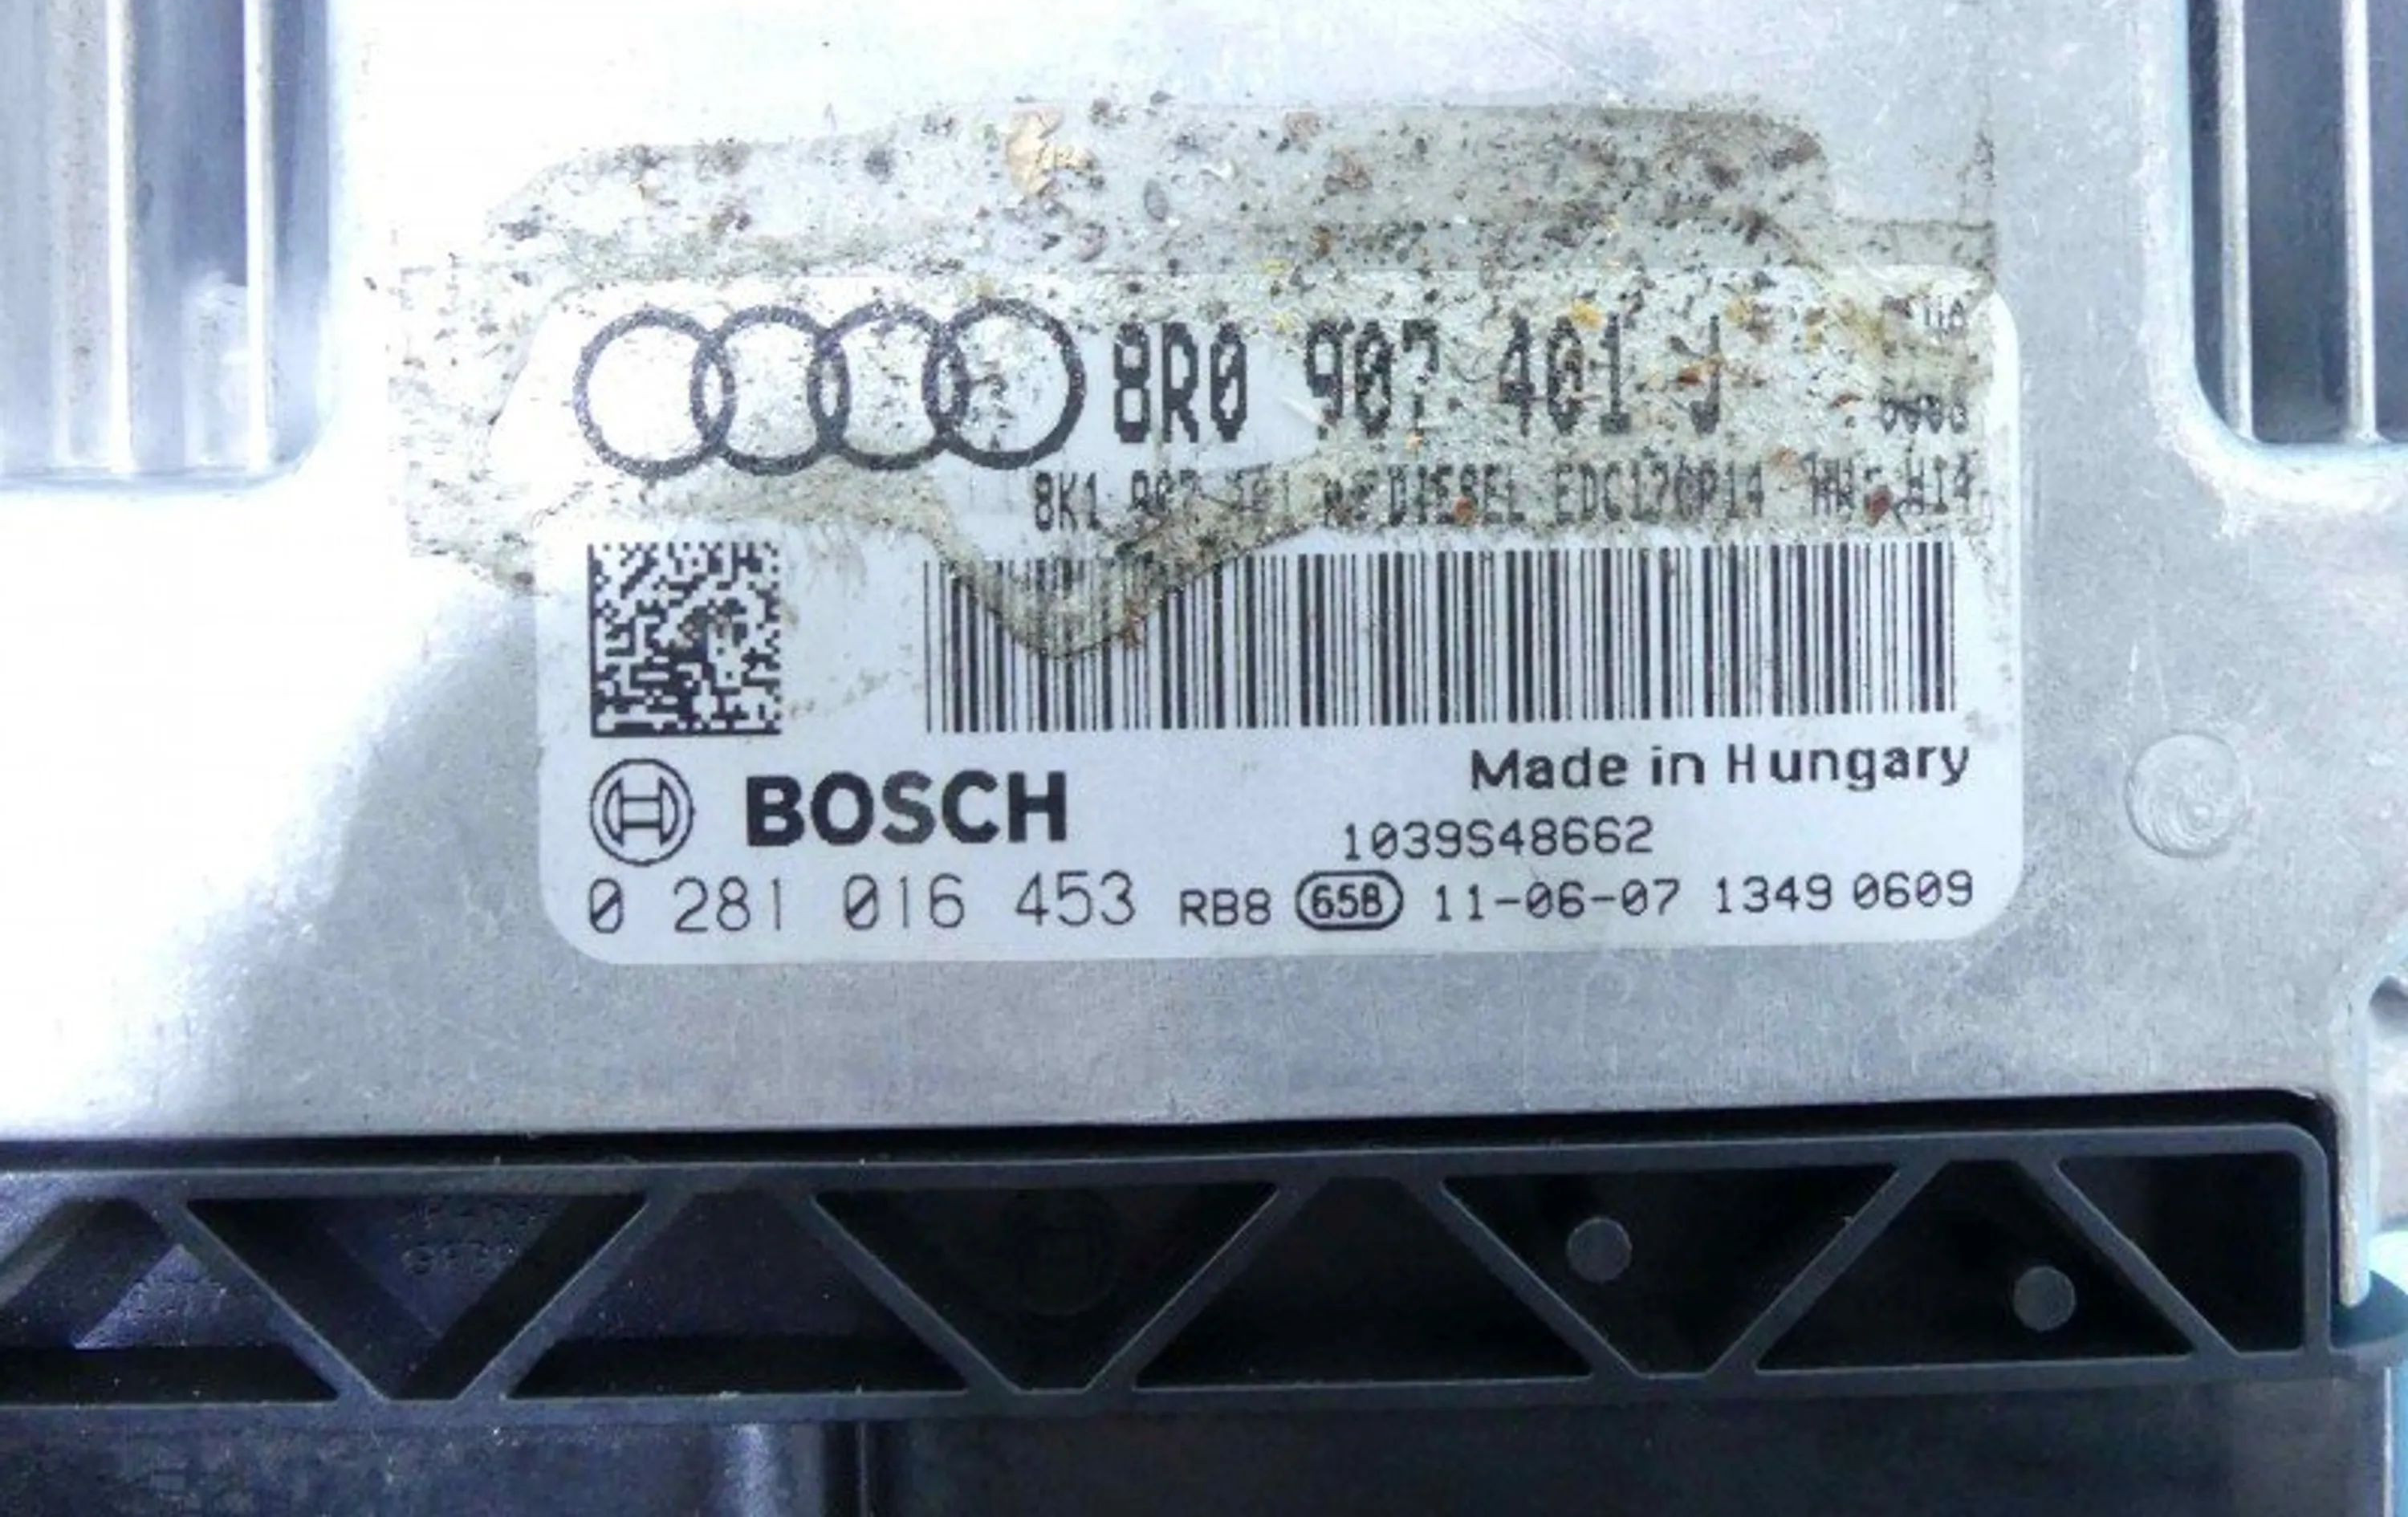 8R0 907 401 J
8K1 DIESEL
Made in Hungary
BOSCH
1039S48662
0 281 016 453 RB8 65B 11-06-07 1349 0609